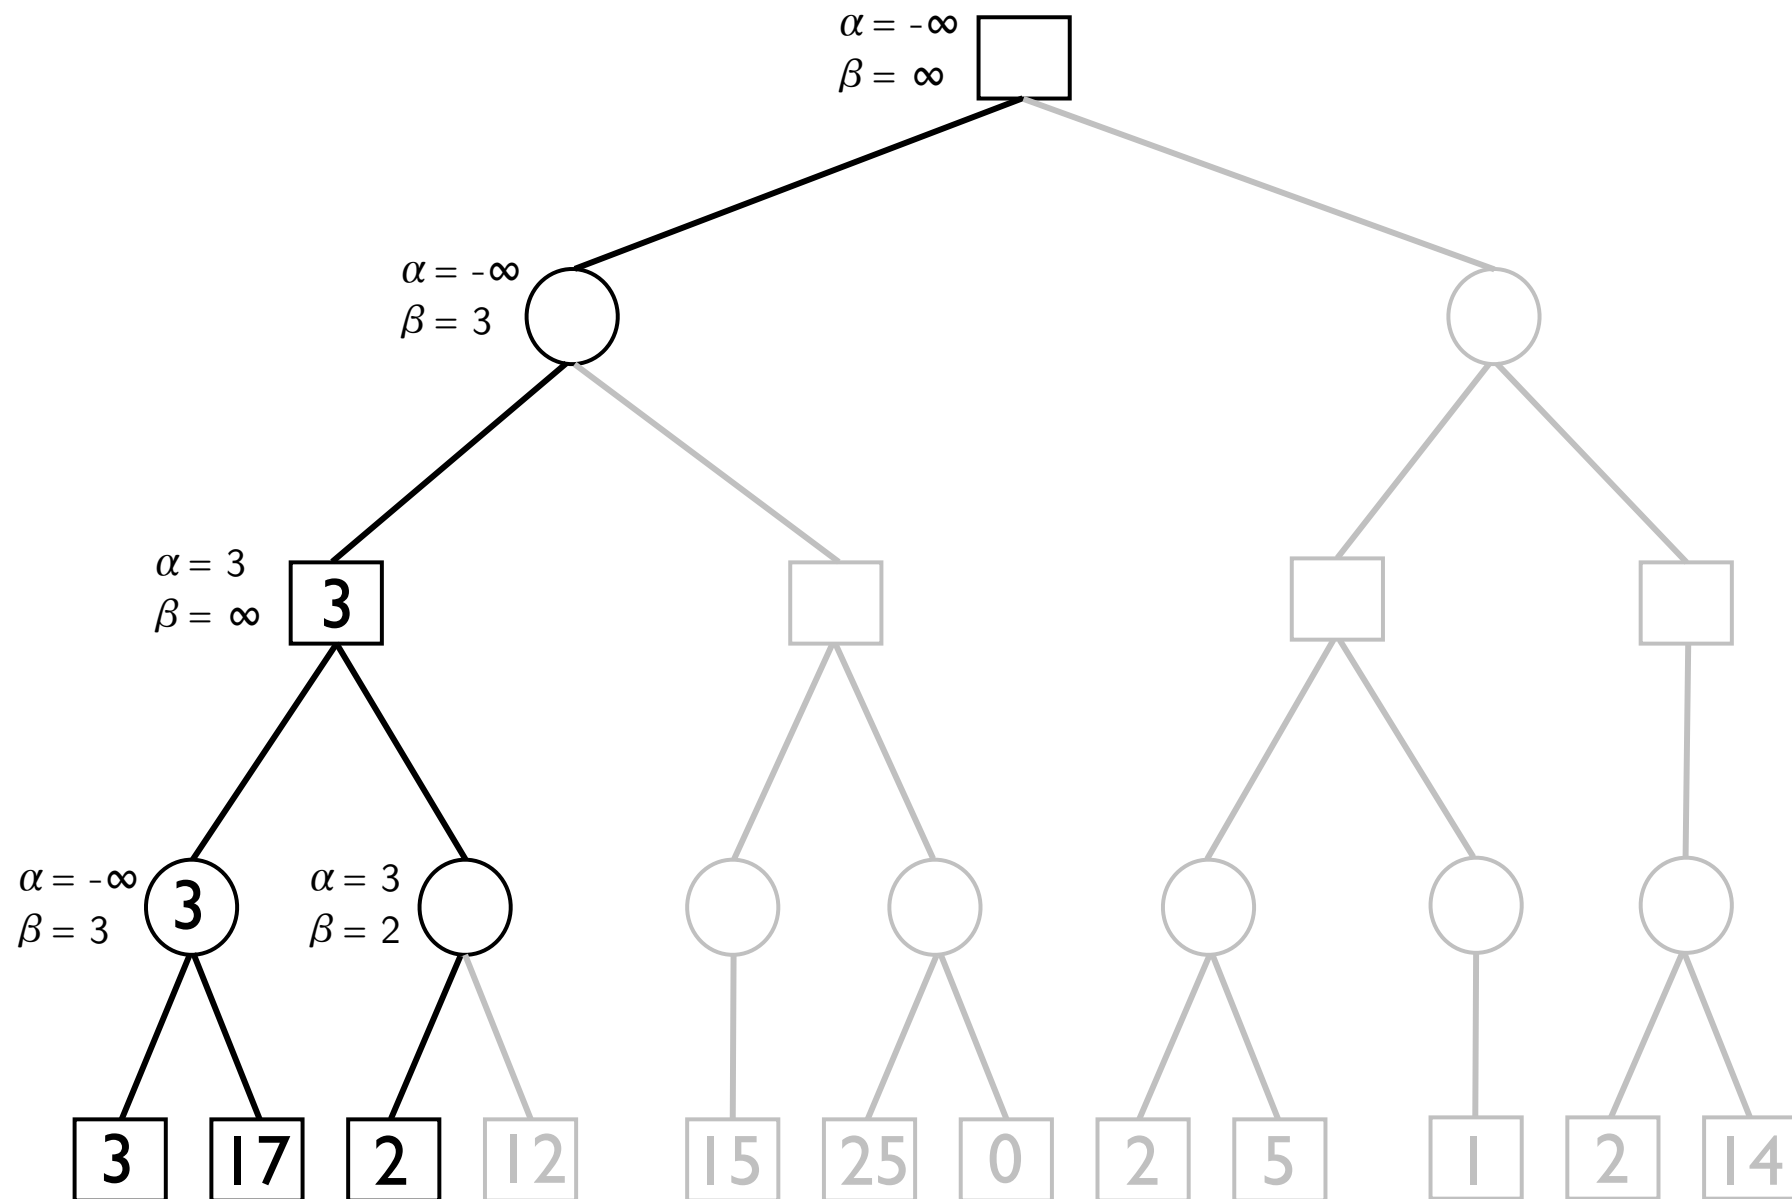 α = -∞
β = ∞
α = -∞
β = 3
α = 3
β = ∞
3
α = -∞
β = 3
3
α = 3
β = 2
3 17 2 12 15 25 0 2 5 1 2 14